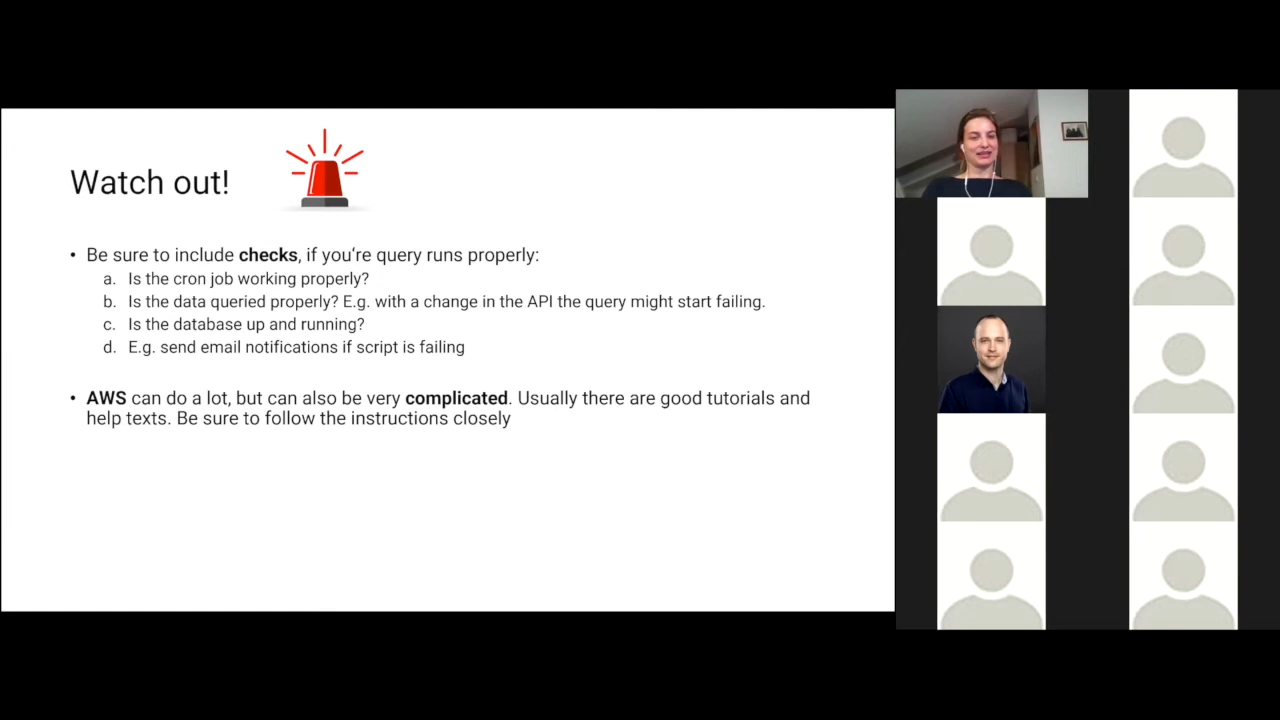 Watch out!
• Be sure to include checks, if you‘re query runs properly:
a. Is the cron job working properly?
b. Is the data queried properly? E.g. with a change in the API the query might start failing.
c. Is the database up and running?
d. E.g. send email notifications if script is failing
• AWS can do a lot, but can also be very complicated. Usually there are good tutorials and
help texts. Be sure to follow the instructions closely